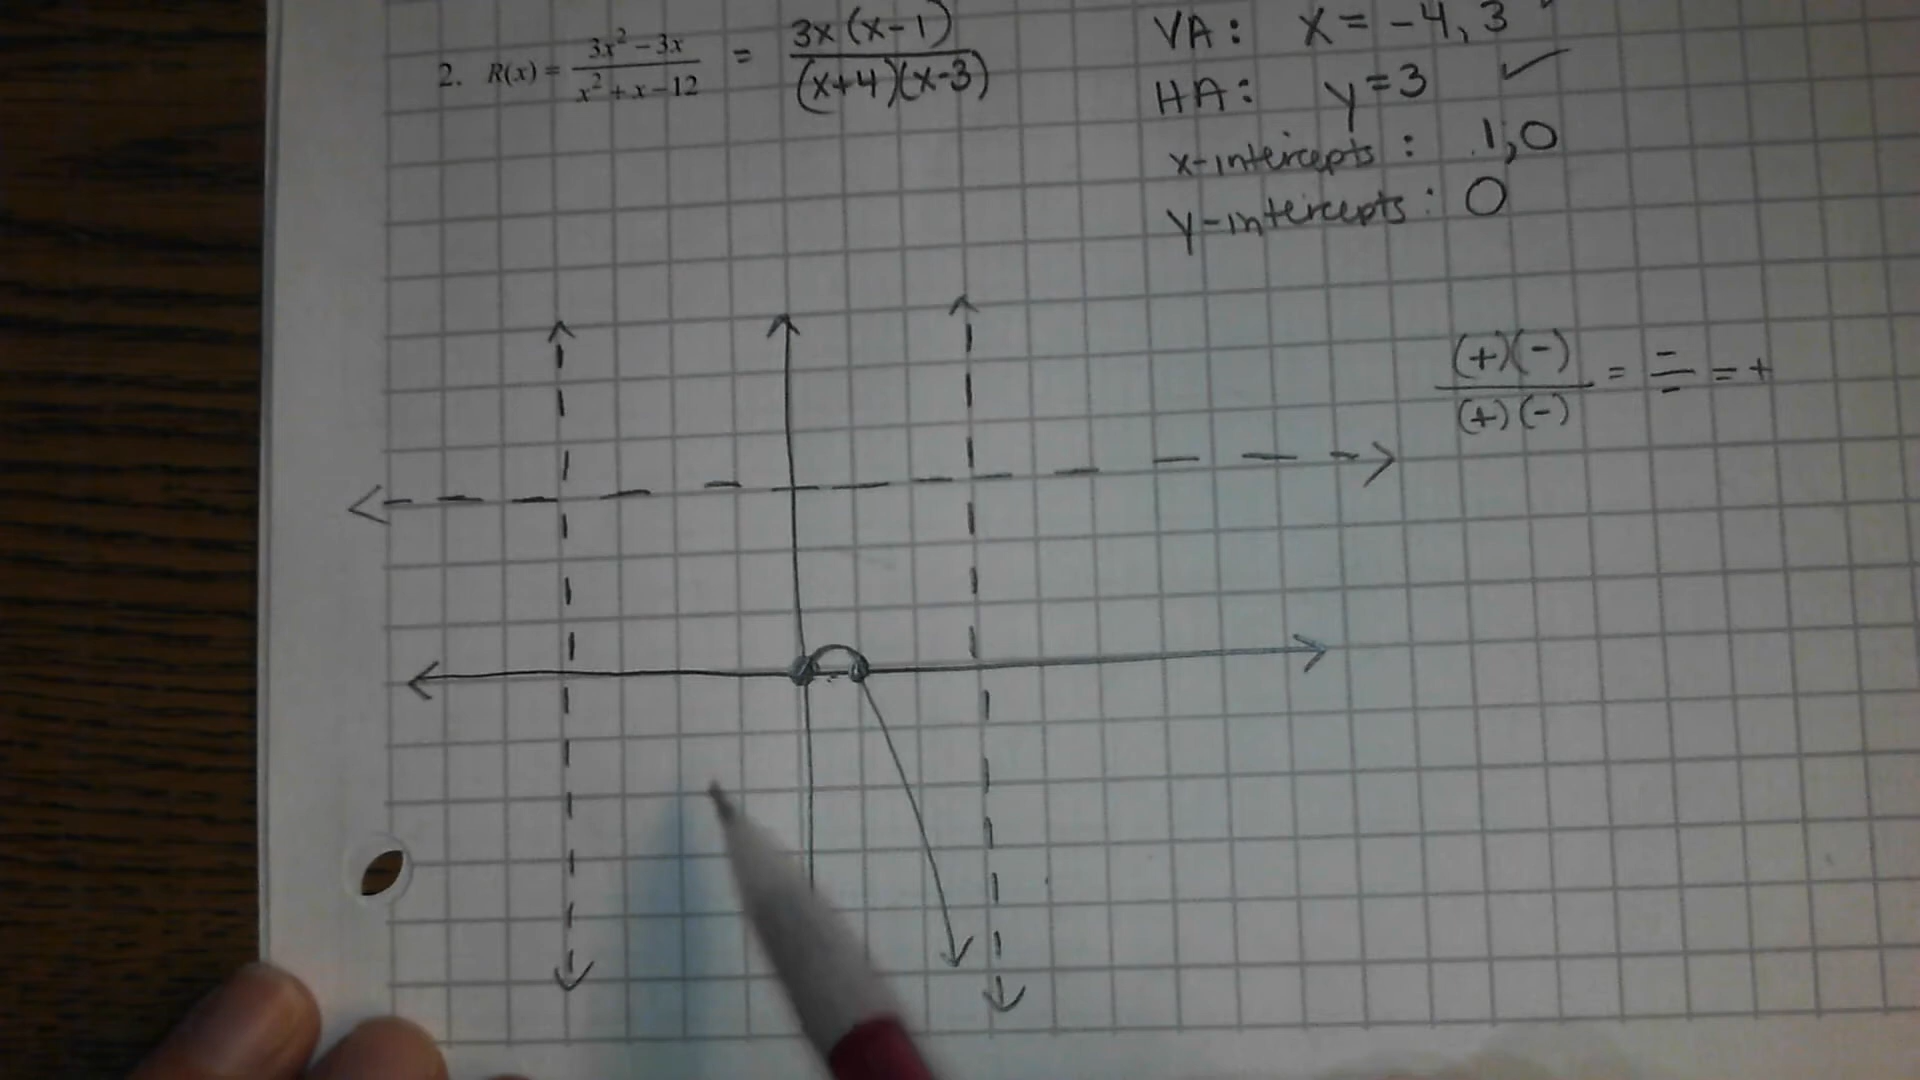 2. R(x) = 3x² − 3x / x² + x − 12 = 3x(x−1) / (x+4)(x−3)
VA: x = −4, 3
HA: y = 3 ✓
x-intercepts: 1, 0
y-intercepts: 0
(+)(−) / (+)(−) = − / − = +